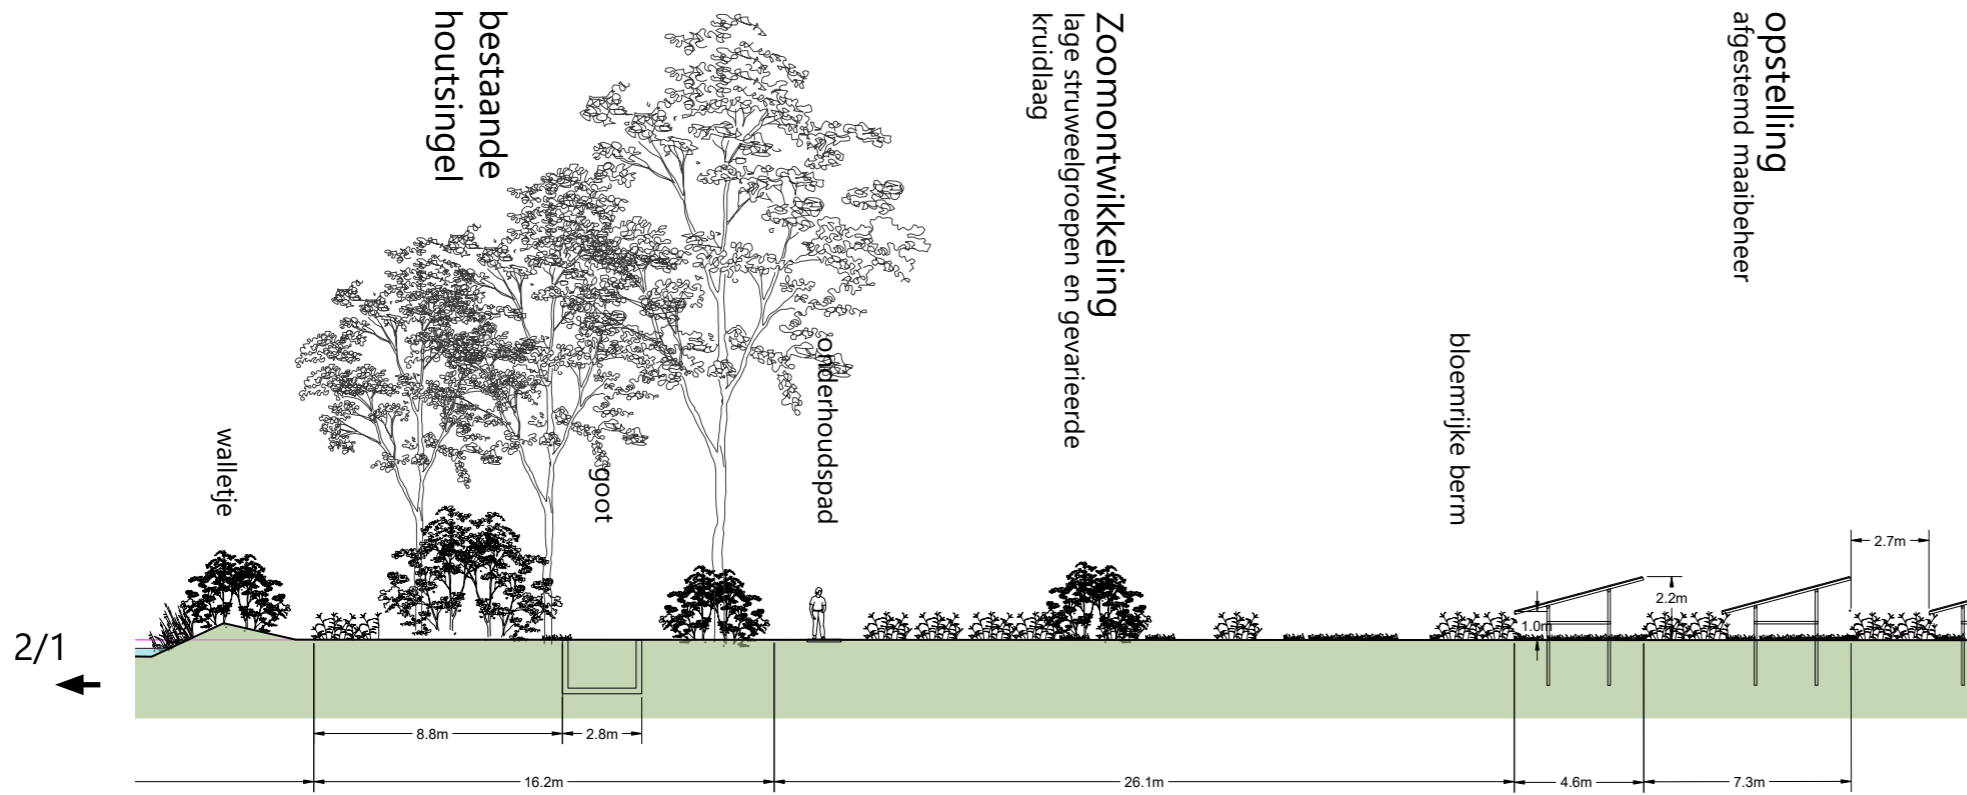 bestaande
houtsingel
Zoomontwikkeling
lage struweelgroepen en gevarieerde
kruidlaag
opstelling
afgestemd maaibeheer
walletje
goot
onderhoudspad
bloemrijke berm
2.7m
2.2m
1.0m
2/1
8.8m
2.8m
16.2m
26.1m
4.6m
7.3m